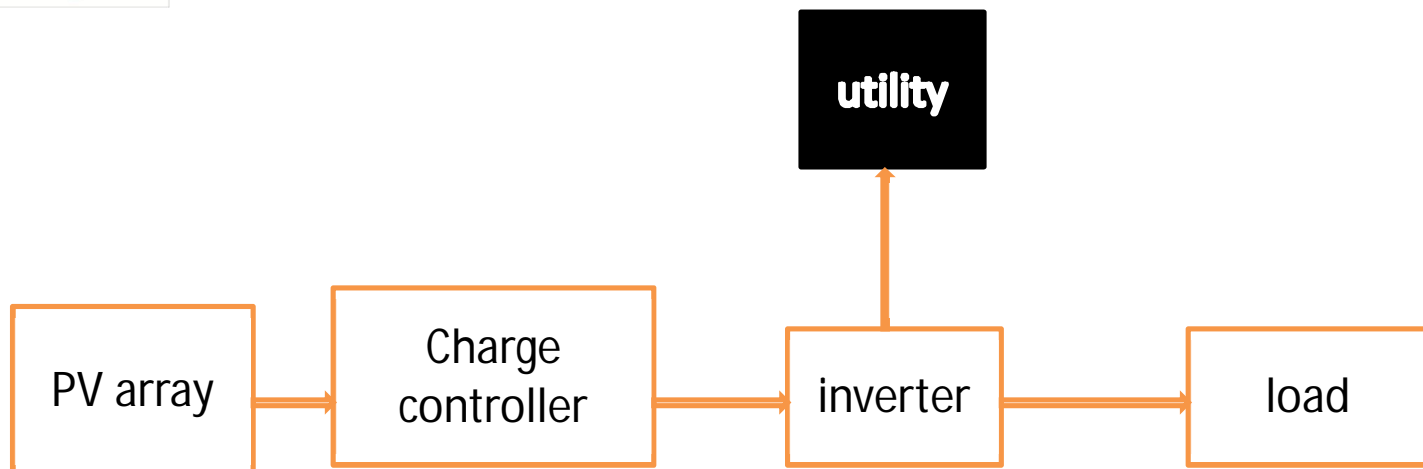 utility
PV array
Charge
controller
inverter
load